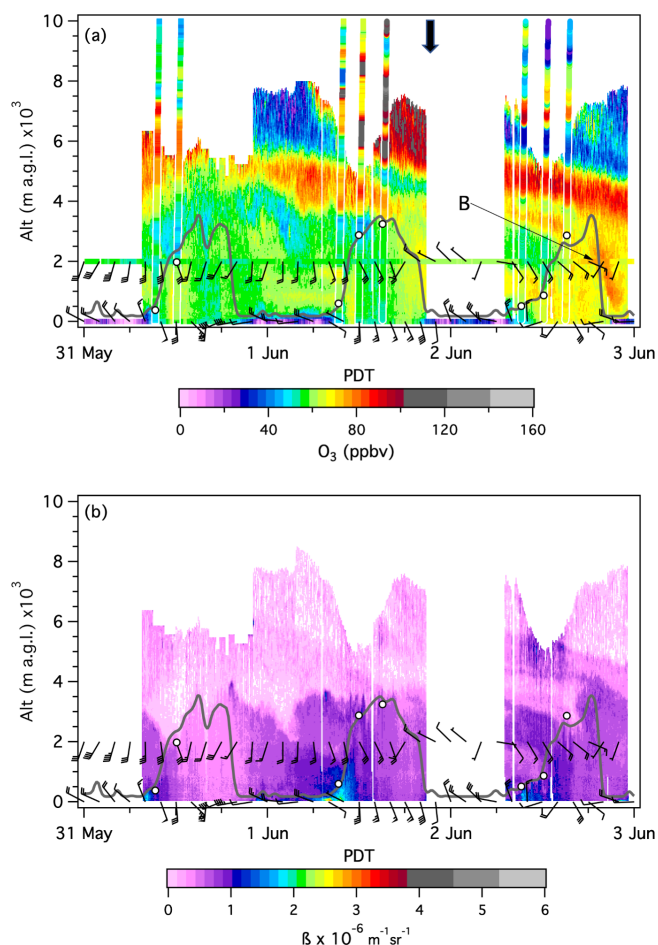 (a)
10
8
6
4
2
0
Alt (m a.g.l.) x10³
B
31 May
1 Jun
2 Jun
3 Jun
PDT
0
40
80
120
160
O₃ (ppbv)
(b)
10
8
6
4
2
0
Alt (m a.g.l.) x10³
31 May
1 Jun
2 Jun
3 Jun
PDT
0
1
2
3
4
5
6
ß x 10⁻⁶ m⁻¹sr⁻¹